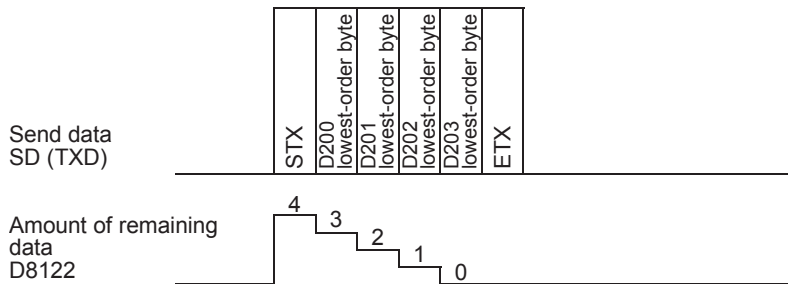 STX
D200
lowest-order byte
D201
lowest-order byte
D202
lowest-order byte
D203
lowest-order byte
ETX
Send data
SD (TXD)
4
3
2
1
0
Amount of remaining
data
D8122